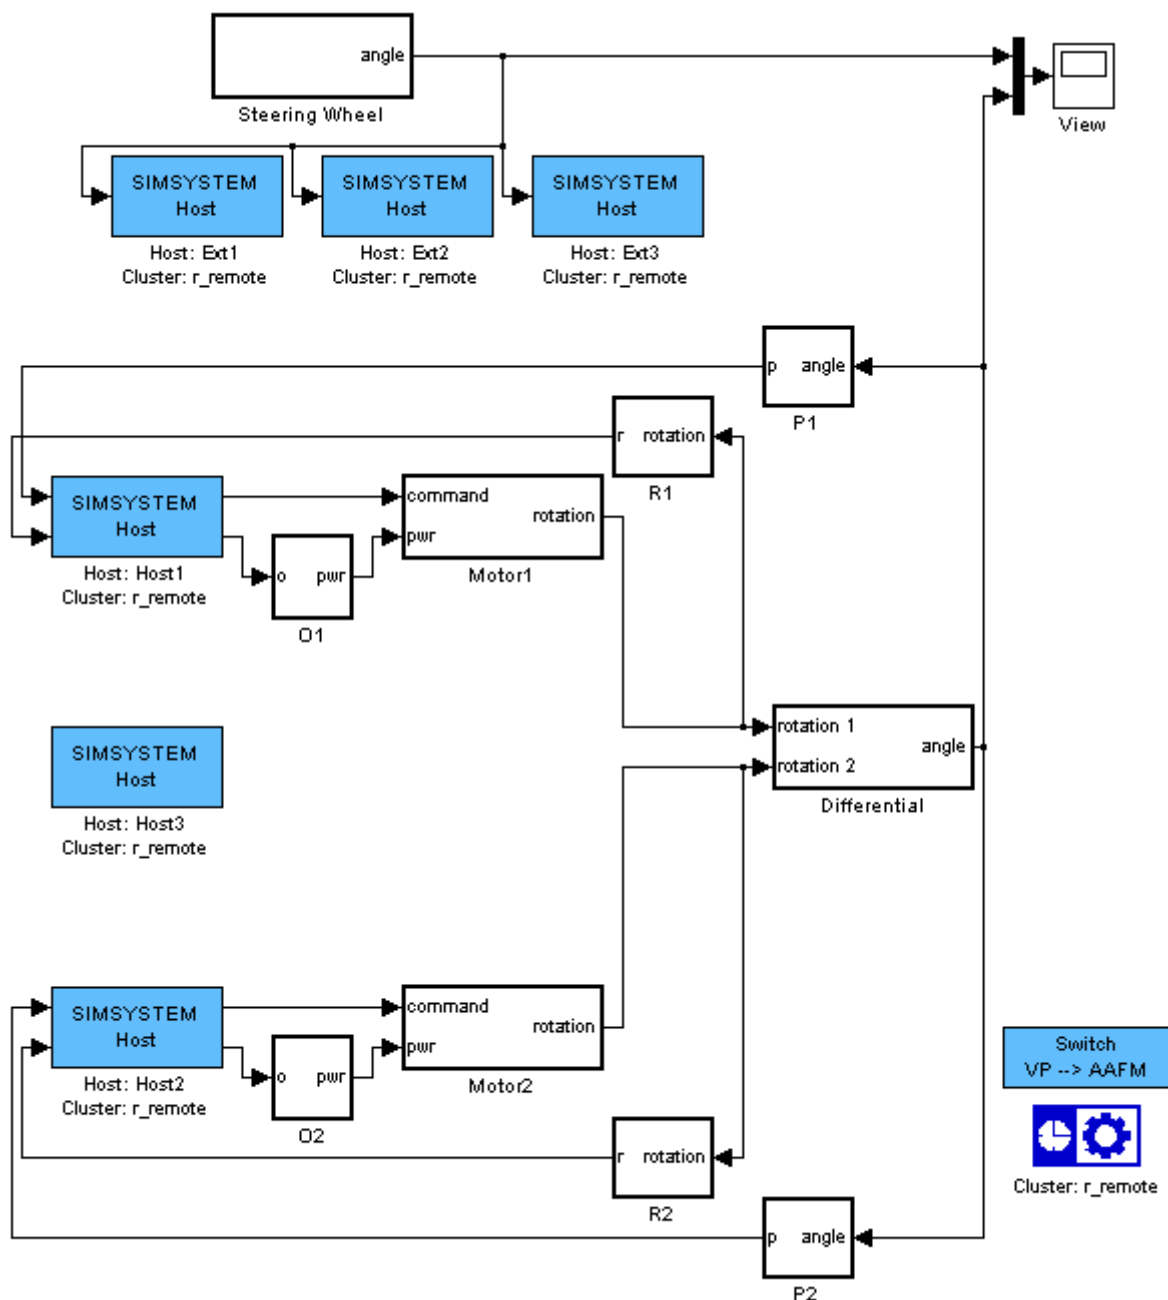 angle
Steering Wheel
View
SIMSYSTEM
Host
Host: Ext1
Cluster: r_remote
SIMSYSTEM
Host
Host: Ext2
Cluster: r_remote
SIMSYSTEM
Host
Host: Ext3
Cluster: r_remote
p angle
P1
r rotation
R1
SIMSYSTEM
Host
Host: Host1
Cluster: r_remote
o pwr
O1
command
rotation
pwr
Motor1
SIMSYSTEM
Host
Host: Host3
Cluster: r_remote
rotation 1
angle
rotation 2
Differential
SIMSYSTEM
Host
Host: Host2
Cluster: r_remote
o pwr
O2
command
rotation
pwr
Motor2
Switch
VP --> AAFM
Cluster: r_remote
r rotation
R2
p angle
P2